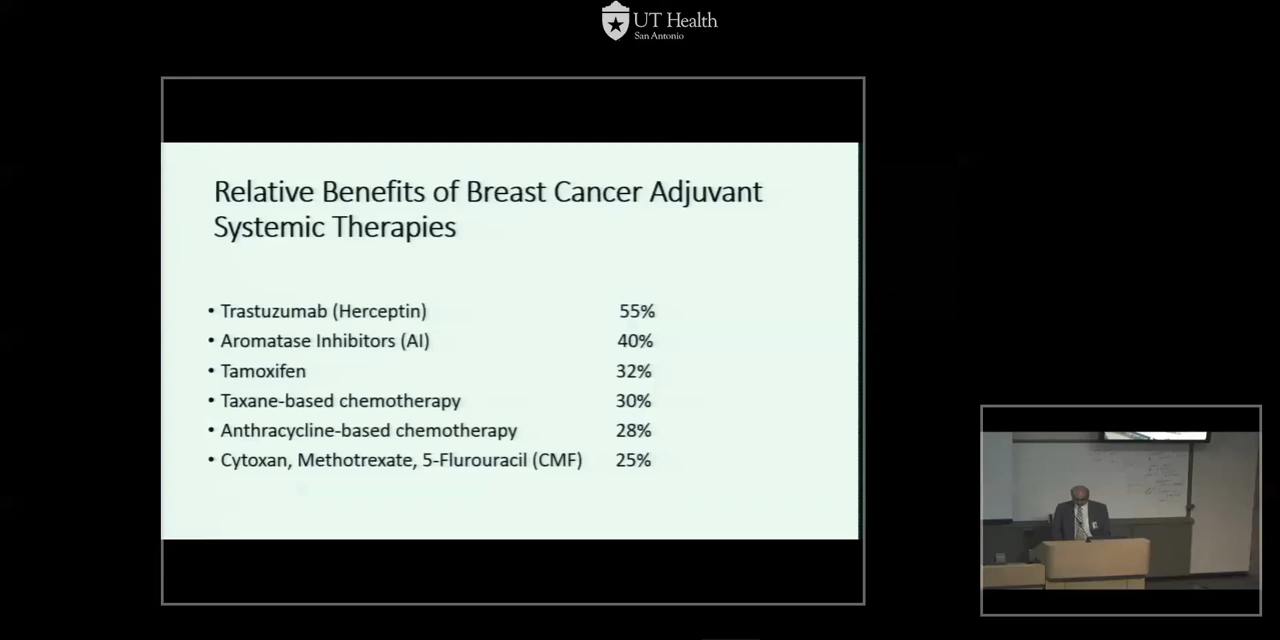 UT Health
San Antonio
Relative Benefits of Breast Cancer Adjuvant
Systemic Therapies
• Trastuzumab (Herceptin) 55%
• Aromatase Inhibitors (AI) 40%
• Tamoxifen 32%
• Taxane-based chemotherapy 30%
• Anthracycline-based chemotherapy 28%
• Cytoxan, Methotrexate, 5-Flurouracil (CMF) 25%